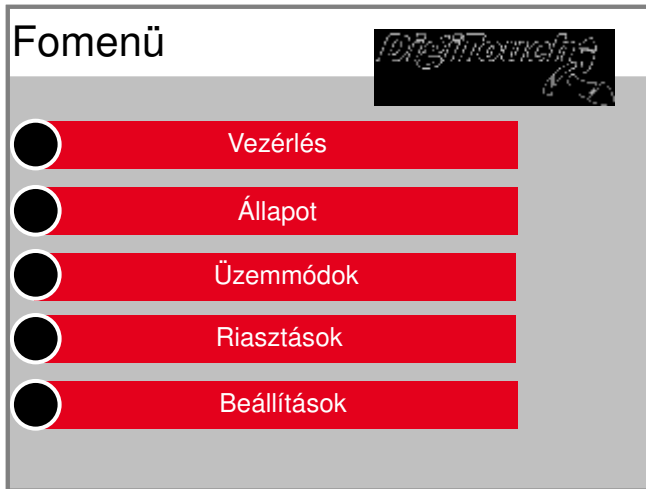 Fomenü
DigiTouch
Vezérlés
Állapot
Üzemmódok
Riasztások
Beállítások